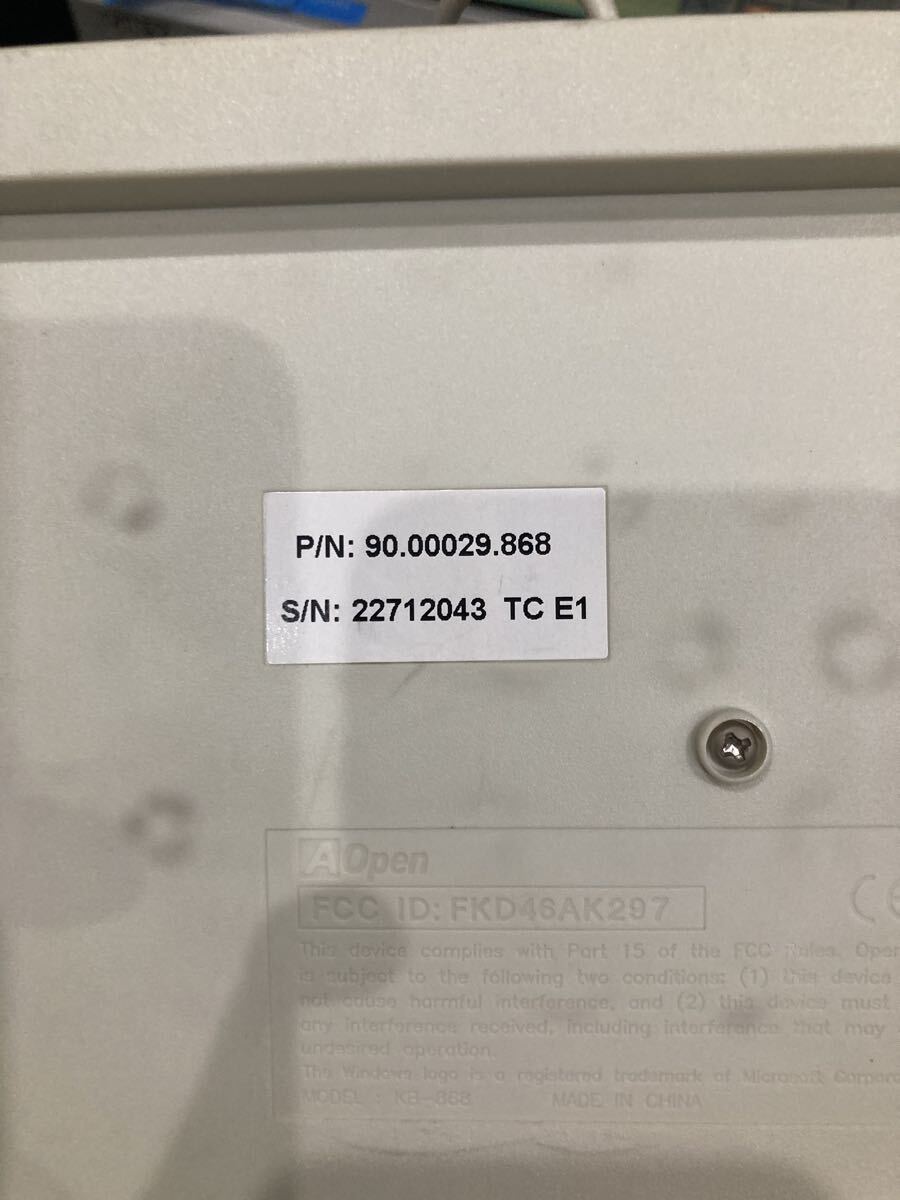 P/N: 90.00029.868
S/N: 22712043 TC E1
AOpen
FCC ID: FKD46AK297
CE
This device complies with Part 15 of the FCC Rules. Oper
is subject to the following two conditions: (1) this device
not cause harmful interference, and (2) this device must
any interference received, including interference that may
undesired operation.
The Windows logo is a registered trademark of Microsoft Corpora
MODEL : KB-868 MADE IN CHINA